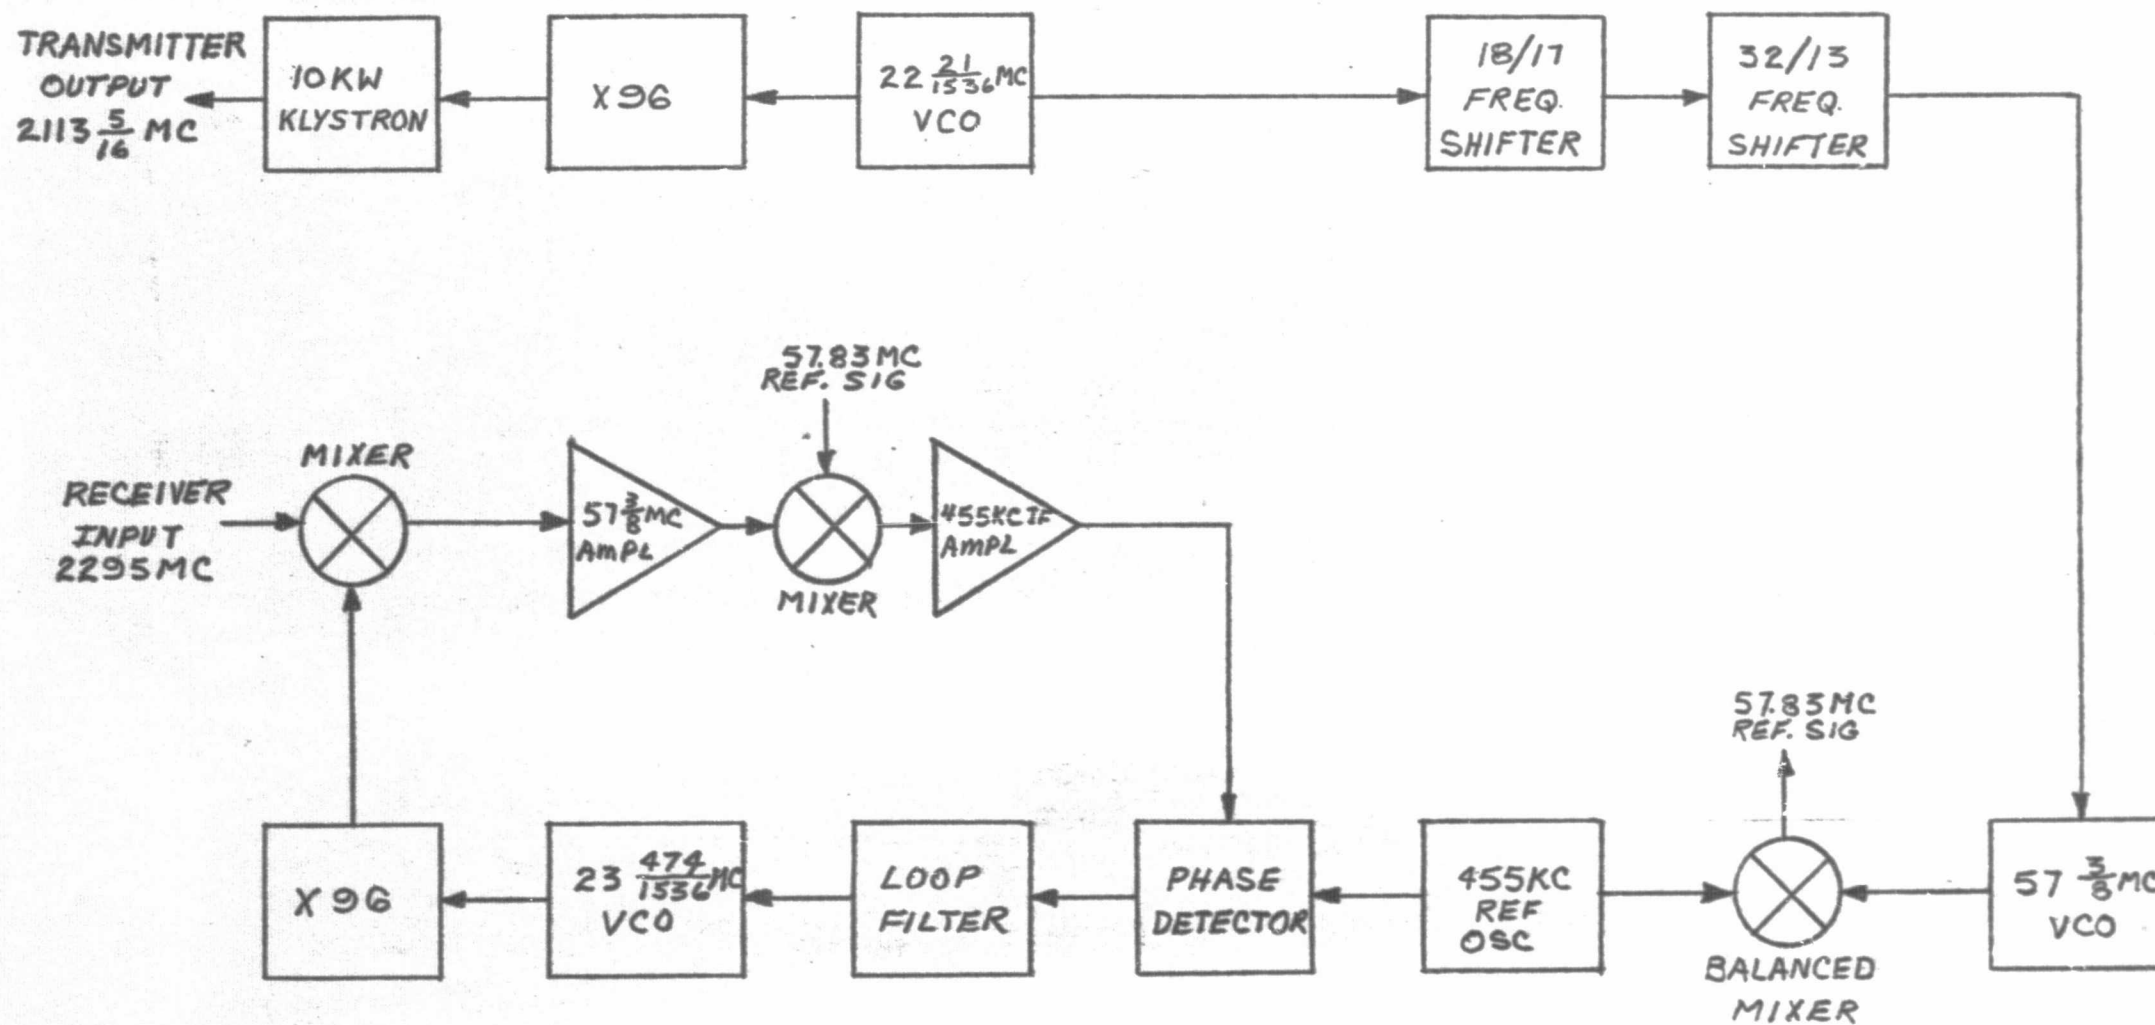 TRANSMITTER
OUTPUT
2113 5/16 MC
10KW
KLYSTRON
X96
22 21/1536 MC
VCO
18/17
FREQ.
SHIFTER
32/13
FREQ.
SHIFTER
57.83 MC
REF. SIG
MIXER
RECEIVER
INPUT
2295MC
57 3/8 MC
AMPL
MIXER
455KC IF
AMPL
57.83 MC
REF. SIG
X96
23 474/1536 MC
VCO
LOOP
FILTER
PHASE
DETECTOR
455KC
REF
OSC
BALANCED
MIXER
57 3/8 MC
VCO